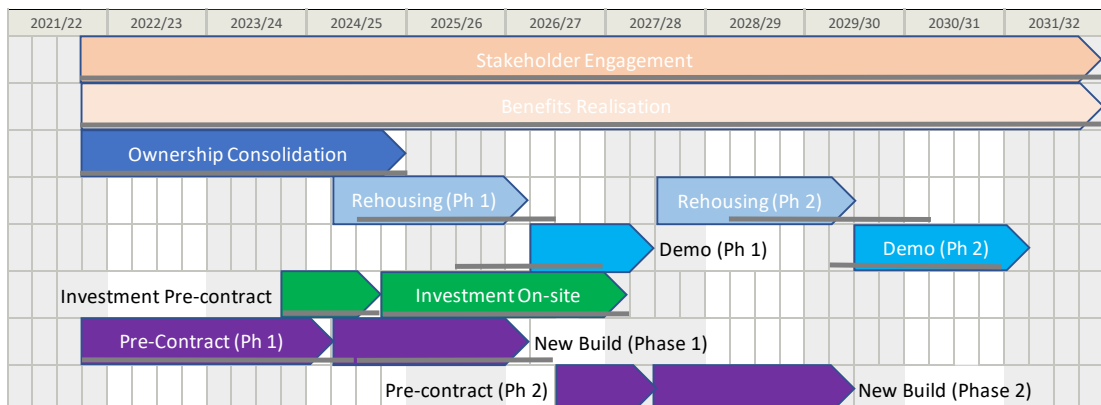 2021/22 2022/23 2023/24 2024/25 2025/26 2026/27 2027/28 2028/29 2029/30 2030/31 2031/32
Stakeholder Engagement
Benefits Realisation
Ownership Consolidation
Rehousing (Ph 1) Rehousing (Ph 2)
Demo (Ph 1) Demo (Ph 2)
Investment Pre-contract Investment On-site
Pre-Contract (Ph 1) New Build (Phase 1)
Pre-contract (Ph 2) New Build (Phase 2)